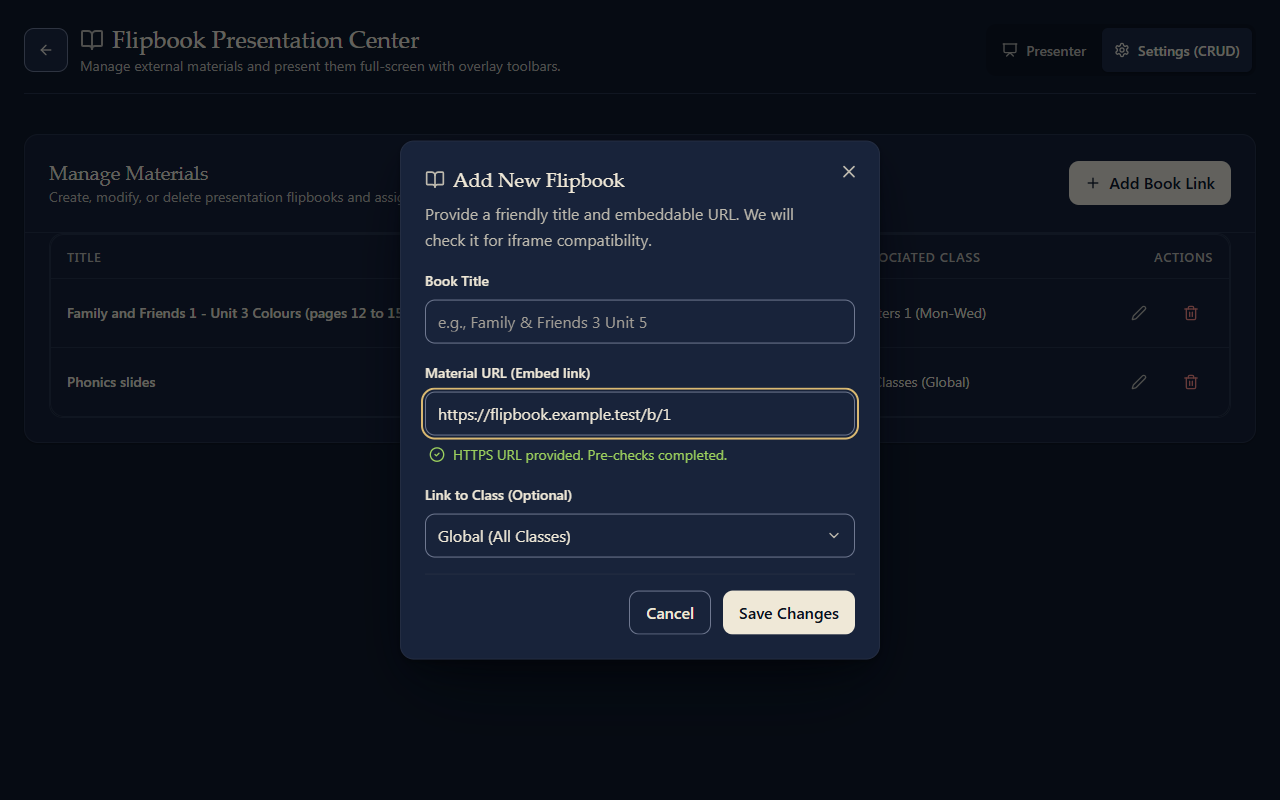 Flipbook Presentation Center
Manage external materials and present them full-screen with overlay toolbars.
Presenter
Settings (CRUD)
Manage Materials
Create, modify, or delete presentation flipbooks and
Add Book Link
TITLE
CLASS
ACTIONS
Family and Friends 1 - Unit 3 Colours (pages 12 to 15
1 (Mon-Wed)
Phonics slides
(Global)
Add New Flipbook
Provide a friendly title and embeddable URL. We will
check it for iframe compatibility.
Book Title
e.g., Family & Friends 3 Unit 5
Material URL (Embed link)
https://flipbook.example.test/b/1
HTTPS URL provided. Pre-checks completed.
Link to Class (Optional)
Global (All Classes)
Cancel
Save Changes